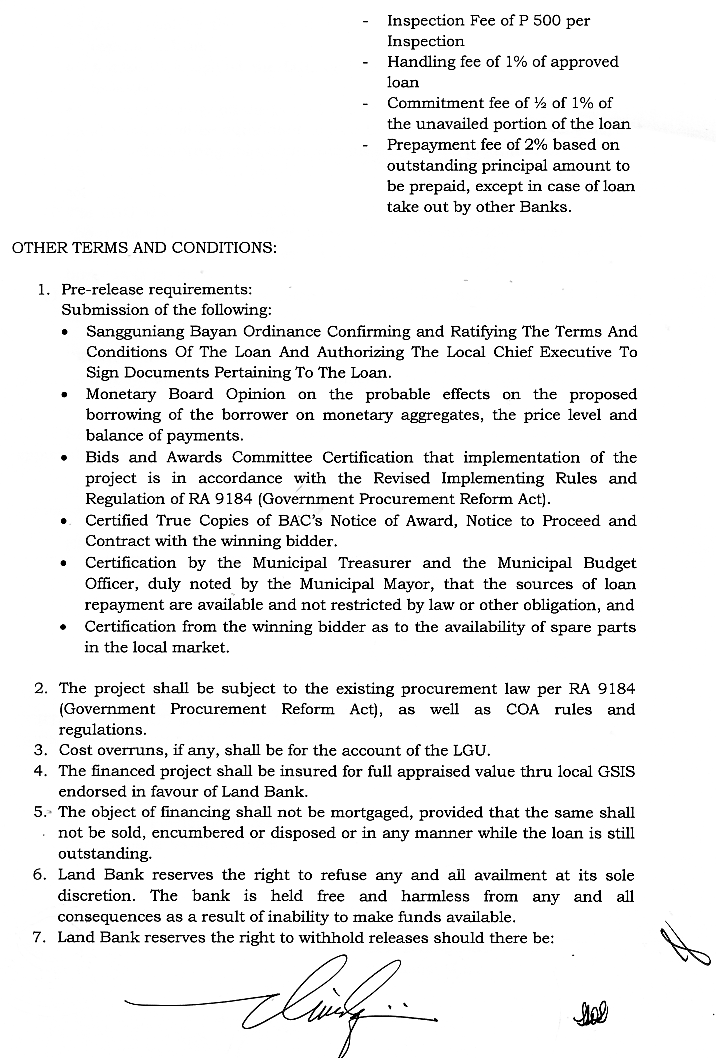 - Inspection Fee of P 500 per
Inspection
- Handling fee of 1% of approved
loan
- Commitment fee of ½ of 1% of
the unavailed portion of the loan
- Prepayment fee of 2% based on
outstanding principal amount to
be prepaid, except in case of loan
take out by other Banks.
OTHER TERMS AND CONDITIONS:
1. Pre-release requirements:
Submission of the following:
• Sangguniang Bayan Ordinance Confirming and Ratifying The Terms And
Conditions Of The Loan And Authorizing The Local Chief Executive To
Sign Documents Pertaining To The Loan.
• Monetary Board Opinion on the probable effects on the proposed
borrowing of the borrower on monetary aggregates, the price level and
balance of payments.
• Bids and Awards Committee Certification that implementation of the
project is in accordance with the Revised Implementing Rules and
Regulation of RA 9184 (Government Procurement Reform Act).
• Certified True Copies of BAC's Notice of Award, Notice to Proceed and
Contract with the winning bidder.
• Certification by the Municipal Treasurer and the Municipal Budget
Officer, duly noted by the Municipal Mayor, that the sources of loan
repayment are available and not restricted by law or other obligation, and
• Certification from the winning bidder as to the availability of spare parts
in the local market.
2. The project shall be subject to the existing procurement law per RA 9184
(Government Procurement Reform Act), as well as COA rules and
regulations.
3. Cost overruns, if any, shall be for the account of the LGU.
4. The financed project shall be insured for full appraised value thru local GSIS
endorsed in favour of Land Bank.
5. The object of financing shall not be mortgaged, provided that the same shall
not be sold, encumbered or disposed or in any manner while the loan is still
outstanding.
6. Land Bank reserves the right to refuse any and all availment at its sole
discretion. The bank is held free and harmless from any and all
consequences as a result of inability to make funds available.
7. Land Bank reserves the right to withhold releases should there be: